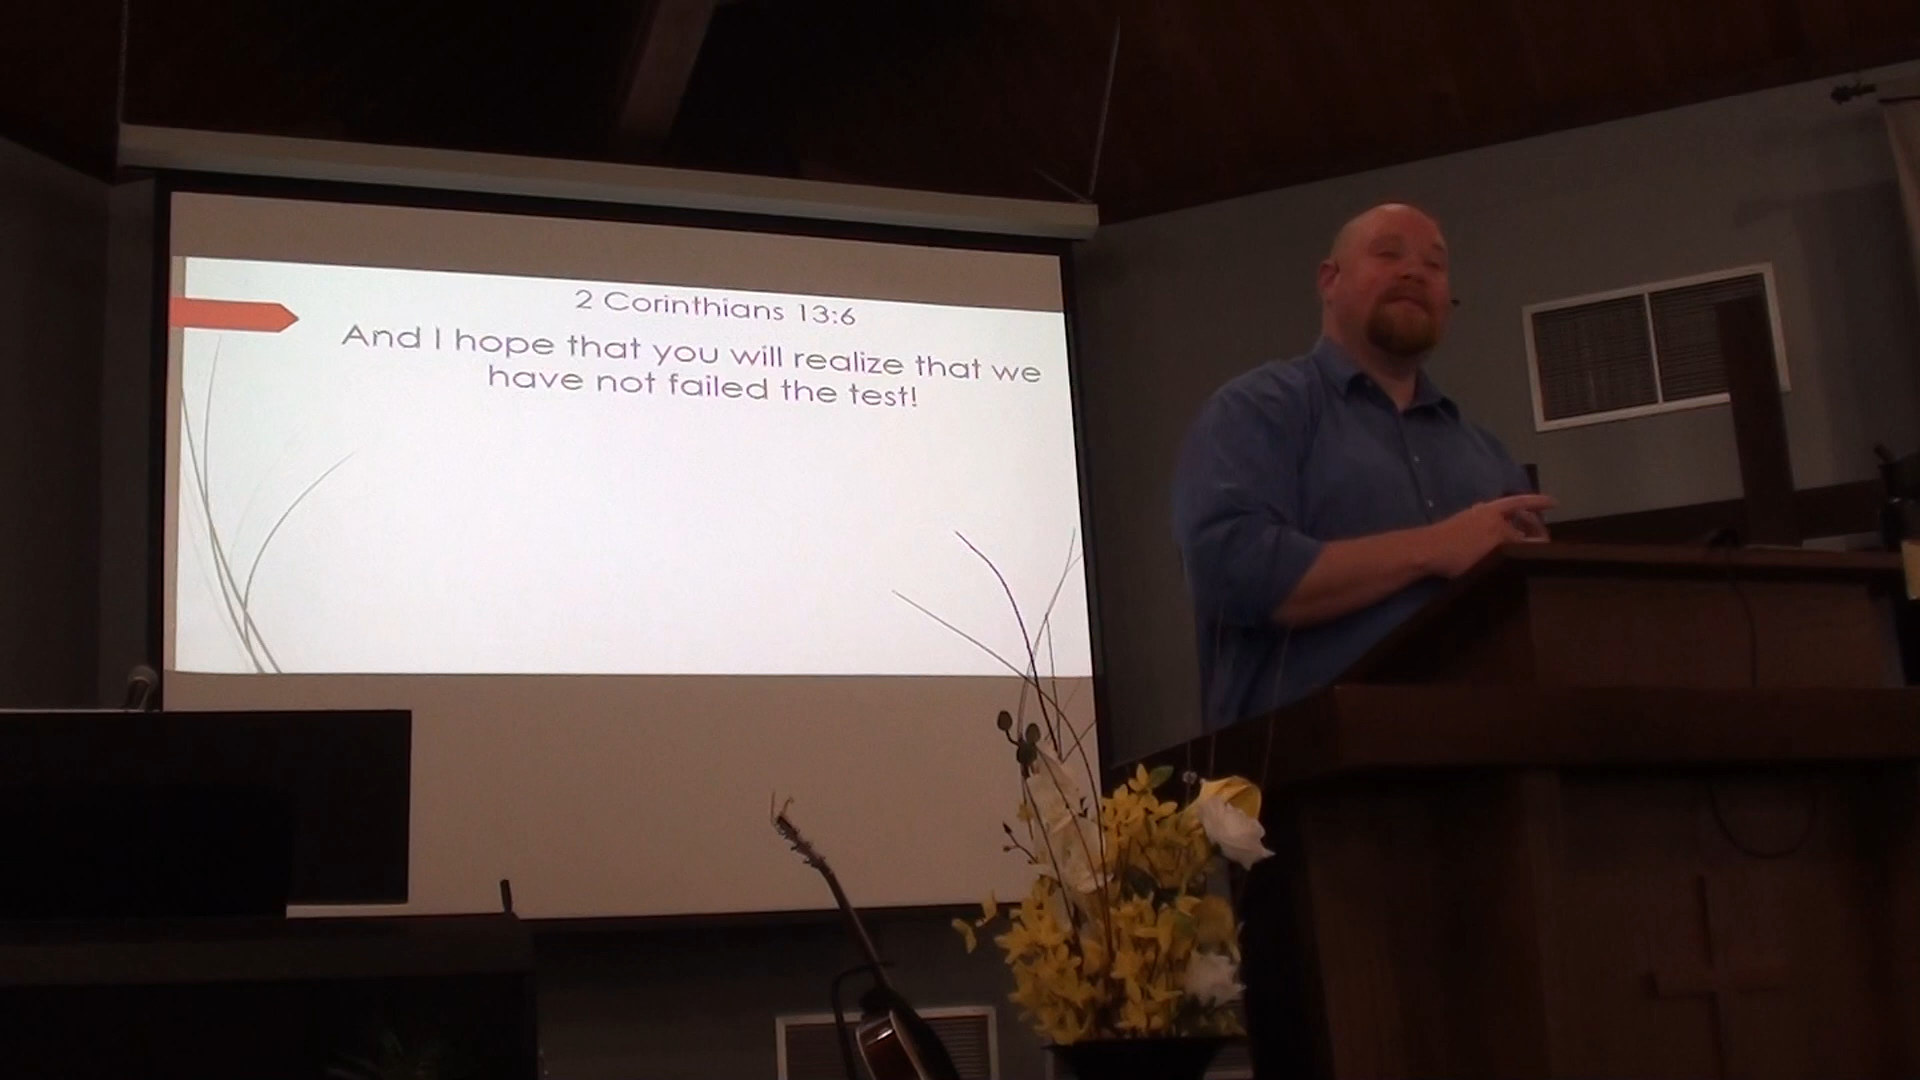 2 Corinthians 13:6
And I hope that you will realize that we
have not failed the test!